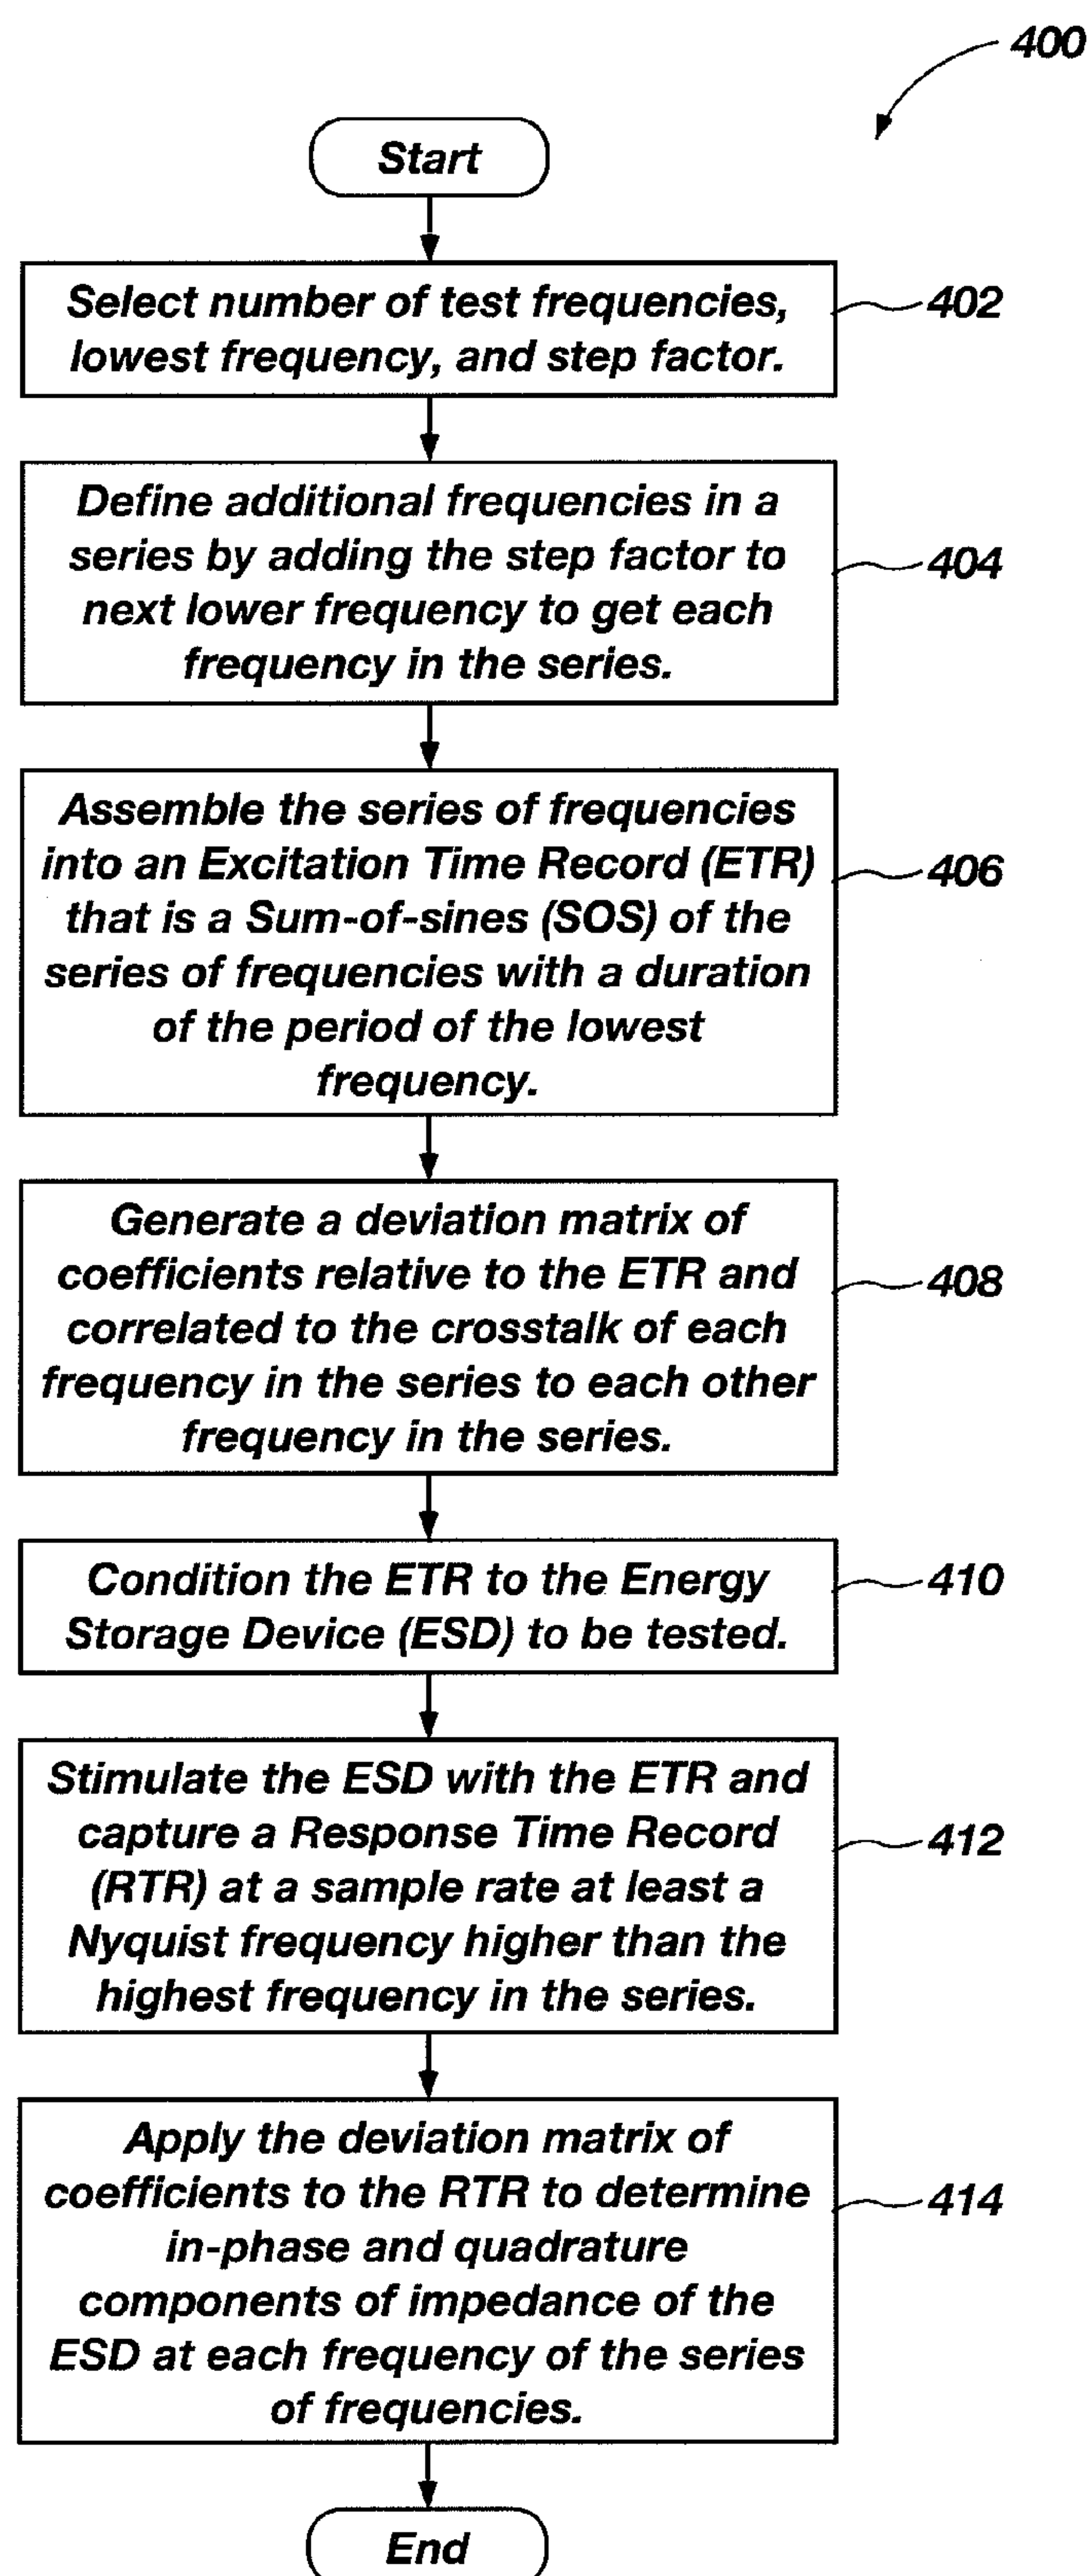 400
Start
Select number of test frequencies,
lowest frequency, and step factor.
402
Define additional frequencies in a
series by adding the step factor to
next lower frequency to get each
frequency in the series.
404
Assemble the series of frequencies
into an Excitation Time Record (ETR)
that is a Sum-of-sines (SOS) of the
series of frequencies with a duration
of the period of the lowest
frequency.
406
Generate a deviation matrix of
coefficients relative to the ETR and
correlated to the crosstalk of each
frequency in the series to each other
frequency in the series.
408
Condition the ETR to the Energy
Storage Device (ESD) to be tested.
410
Stimulate the ESD with the ETR and
capture a Response Time Record
(RTR) at a sample rate at least a
Nyquist frequency higher than the
highest frequency in the series.
412
Apply the deviation matrix of
coefficients to the RTR to determine
in-phase and quadrature
components of impedance of the
ESD at each frequency of the series
of frequencies.
414
End